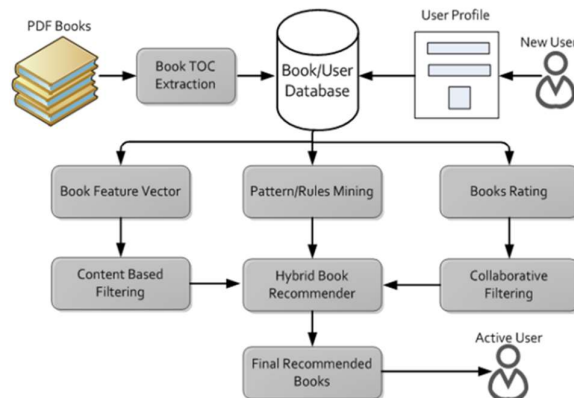 PDF Books
User Profile
New User
Book TOC
Extraction
Book/User
Database
Book Feature Vector
Pattern/Rules Mining
Books Rating
Content Based
Filtering
Hybrid Book
Recommender
Collaborative
Filtering
Active User
Final Recommended
Books